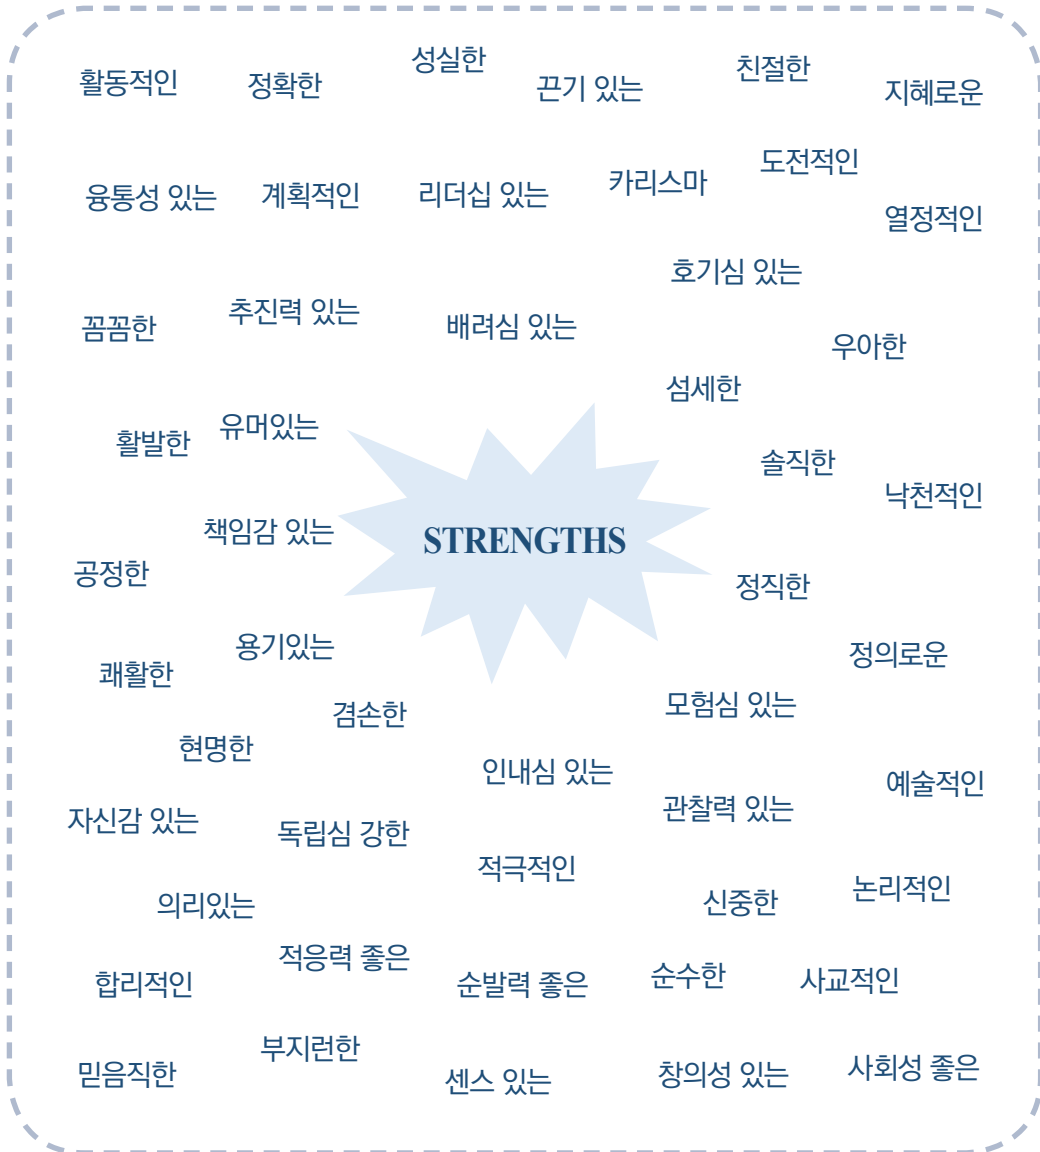 활동적인 정확한 성실한 끈기 있는 친절한 지혜로운
융통성 있는 계획적인 리더십 있는 카리스마 도전적인
열정적인
호기심 있는
꼼꼼한 추진력 있는 배려심 있는 우아한
섬세한
활발한 유머있는 솔직한
낙천적인
책임감 있는 STRENGTHS
공정한 정직한
쾌활한 용기있는 정의로운
겸손한 모험심 있는
현명한 인내심 있는 예술적인
자신감 있는 독립심 강한 관찰력 있는
적극적인
의리있는 신중한 논리적인
적응력 좋은
합리적인 순발력 좋은 순수한 사교적인
부지런한
믿음직한 센스 있는 창의성 있는 사회성 좋은